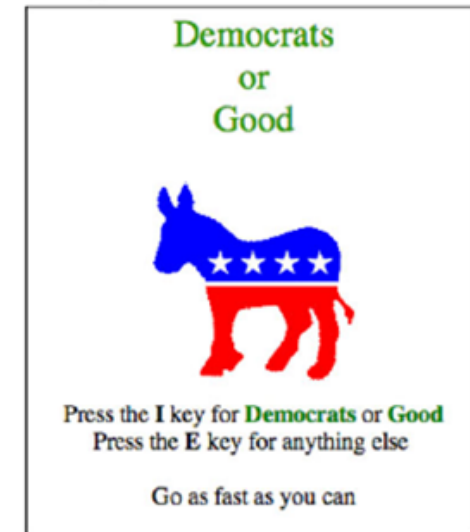 Democrats
or
Good
Press the I key for Democrats or Good
Press the E key for anything else
Go as fast as you can